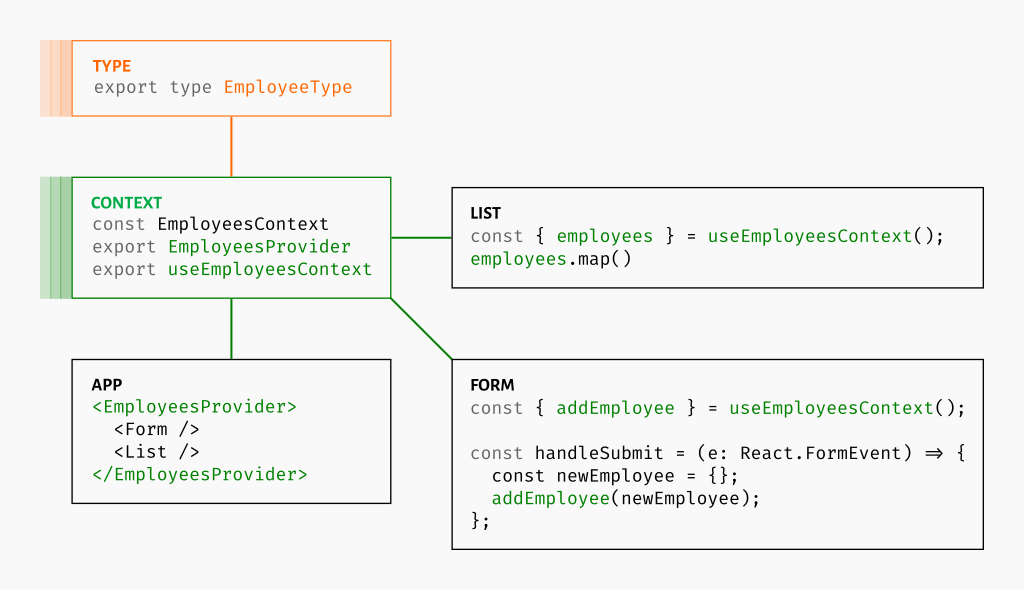 TYPE
export type EmployeeType
CONTEXT
const EmployeesContext
export EmployeesProvider
export useEmployeesContext
LIST
const { employees } = useEmployeesContext();
employees.map()
APP
<EmployeesProvider>
  <Form />
  <List />
</EmployeesProvider>
FORM
const { addEmployee } = useEmployeesContext();
const handleSubmit = (e: React.FormEvent) => {
  const newEmployee = {};
  addEmployee(newEmployee);
};